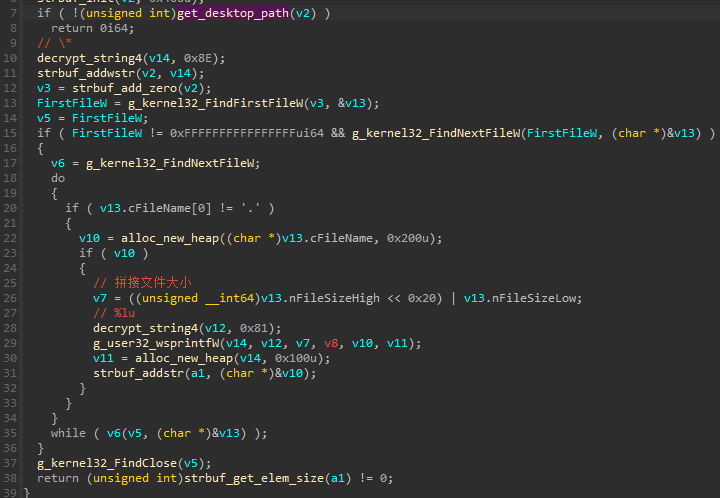 7 if ( !(unsigned int)get_desktop_path(v2) )
8 return 0i64;
9 // \*
10 decrypt_string4(v14, 0x8E);
11 strbuf_addwstr(v2, v14);
12 v3 = strbuf_add_zero(v2);
13 FirstFileW = g_kernel32_FindFirstFileW(v3, &v13);
14 v5 = FirstFileW;
15 if ( FirstFileW != 0xFFFFFFFFFFFFFFFFui64 && g_kernel32_FindNextFileW(FirstFileW, (char *)&v13) )
16 {
17 v6 = g_kernel32_FindNextFileW;
18 do
19 {
20 if ( v13.cFileName[0] != '.' )
21 {
22 v10 = alloc_new_heap((char *)v13.cFileName, 0x200u);
23 if ( v10 )
24 {
25 // 拼接文件大小
26 v7 = ((unsigned __int64)v13.nFileSizeHigh << 0x20) | v13.nFileSizeLow;
27 // %lu
28 decrypt_string4(v12, 0x81);
29 g_user32_wsprintfW(v14, v12, v7, v8, v10, v11);
30 v11 = alloc_new_heap(v14, 0x100u);
31 strbuf_addstr(a1, (char *)&v10);
32 }
33 }
34 }
35 while ( v6(v5, (char *)&v13) );
36 }
37 g_kernel32_FindClose(v5);
38 return (unsigned int)strbuf_get_elem_size(a1) != 0;
39 }